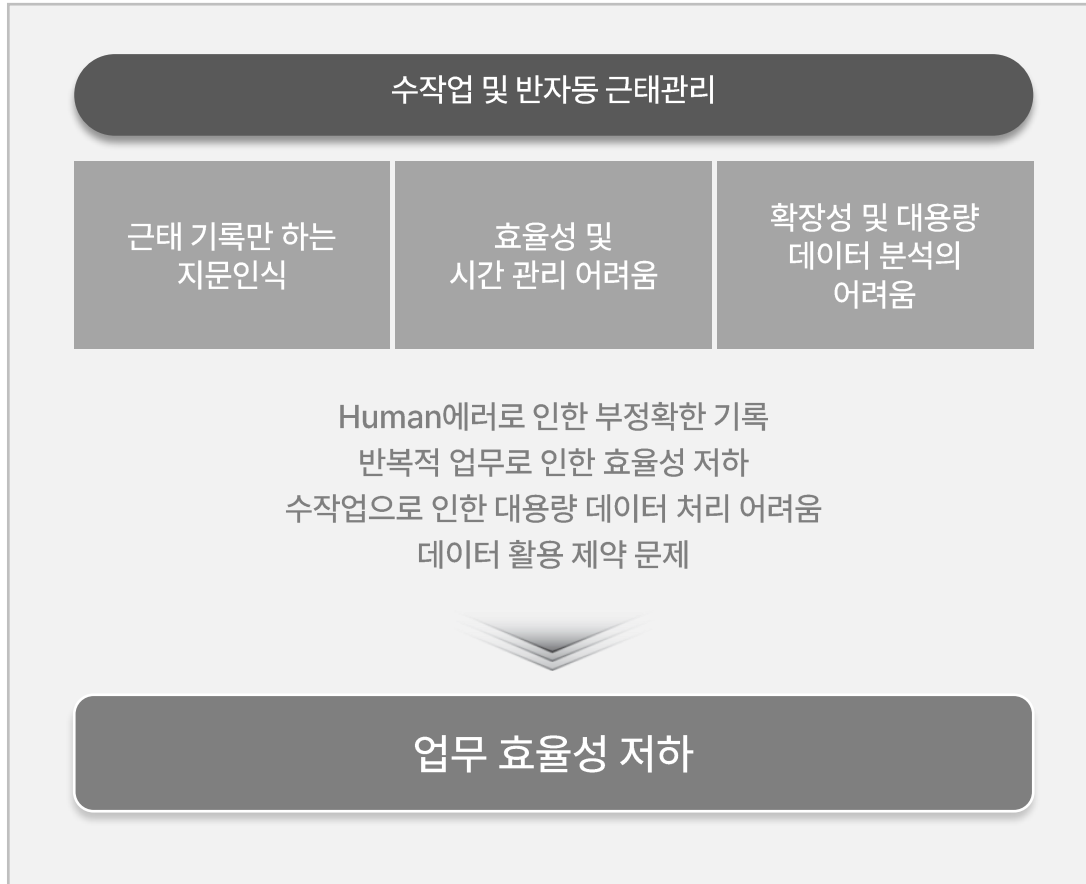 수작업 및 반자동 근태관리
근태 기록만 하는
지문인식
효율성 및
시간 관리 어려움
확장성 및 대용량
데이터 분석의
어려움
Human에러로 인한 부정확한 기록
반복적 업무로 인한 효율성 저하
수작업으로 인한 대용량 데이터 처리 어려움
데이터 활용 제약 문제
업무 효율성 저하